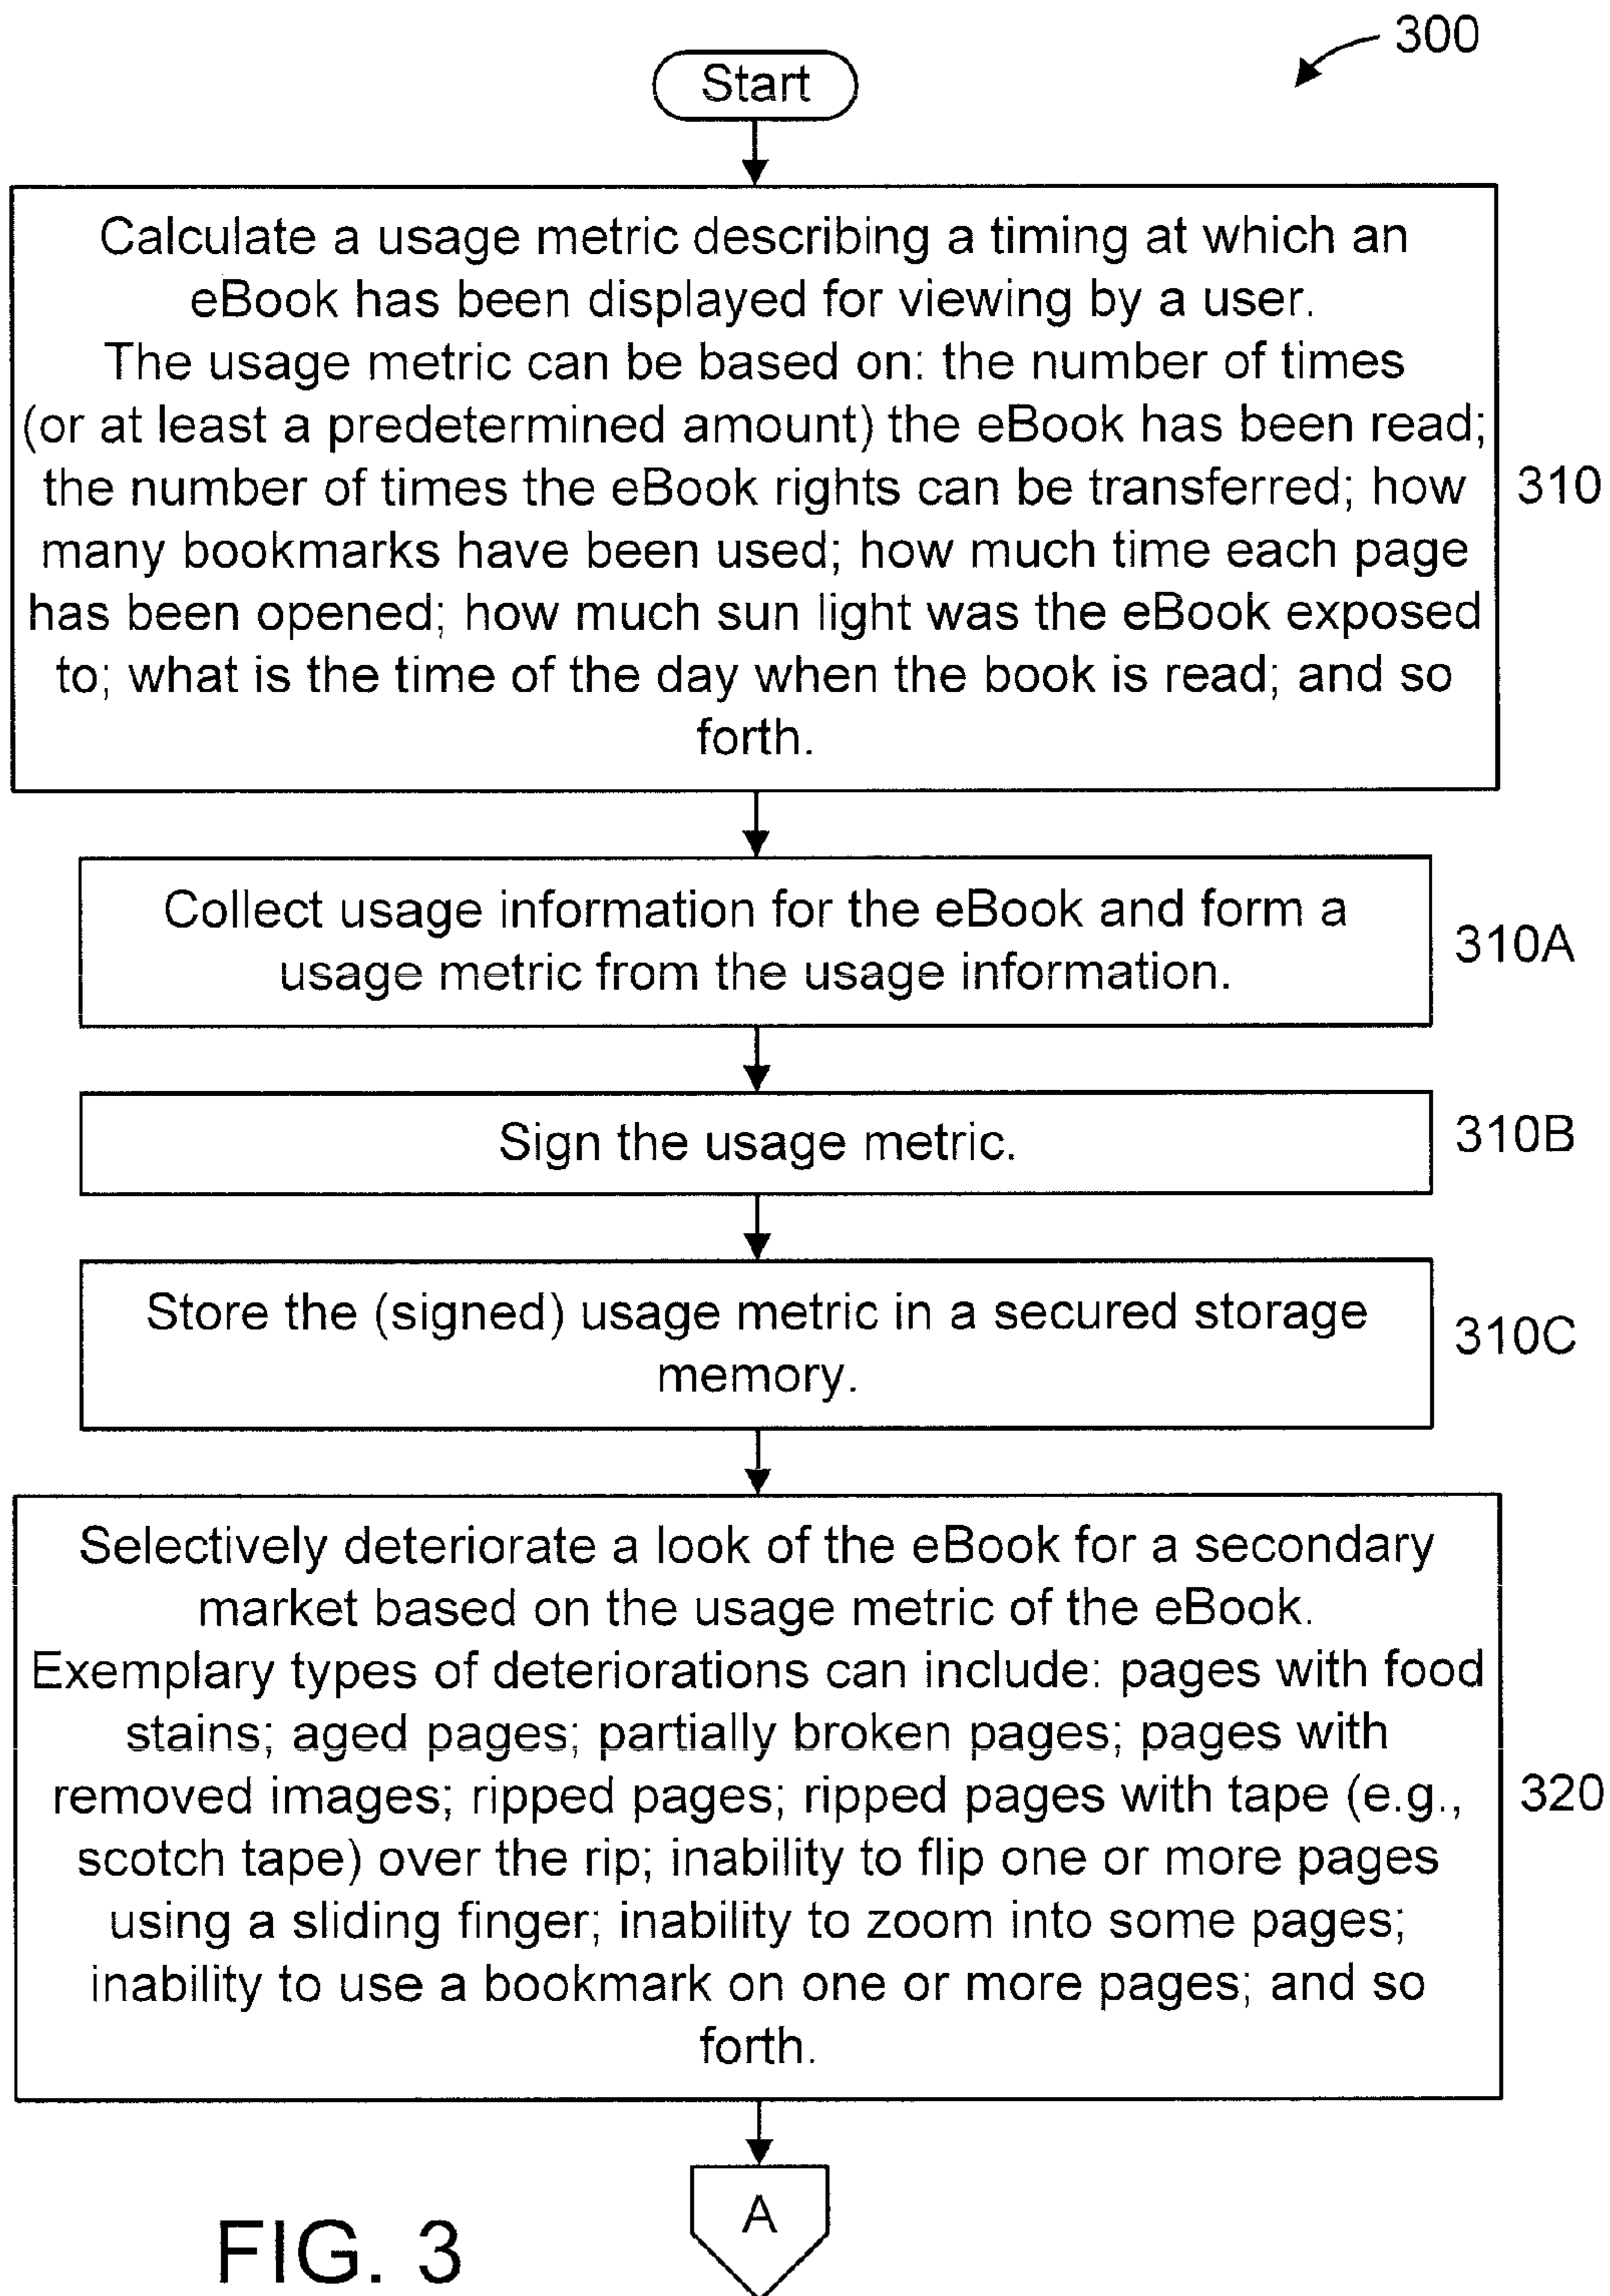 300
Start
Calculate a usage metric describing a timing at which an
eBook has been displayed for viewing by a user.
The usage metric can be based on: the number of times
(or at least a predetermined amount) the eBook has been read;
the number of times the eBook rights can be transferred; how
many bookmarks have been used; how much time each page
has been opened; how much sun light was the eBook exposed
to; what is the time of the day when the book is read; and so
forth.
310
Collect usage information for the eBook and form a
usage metric from the usage information.
310A
Sign the usage metric.
310B
Store the (signed) usage metric in a secured storage
memory.
310C
Selectively deteriorate a look of the eBook for a secondary
market based on the usage metric of the eBook.
Exemplary types of deteriorations can include: pages with food
stains; aged pages; partially broken pages; pages with
removed images; ripped pages; ripped pages with tape (e.g.,
scotch tape) over the rip; inability to flip one or more pages
using a sliding finger; inability to zoom into some pages;
inability to use a bookmark on one or more pages; and so
forth.
320
A
FIG. 3